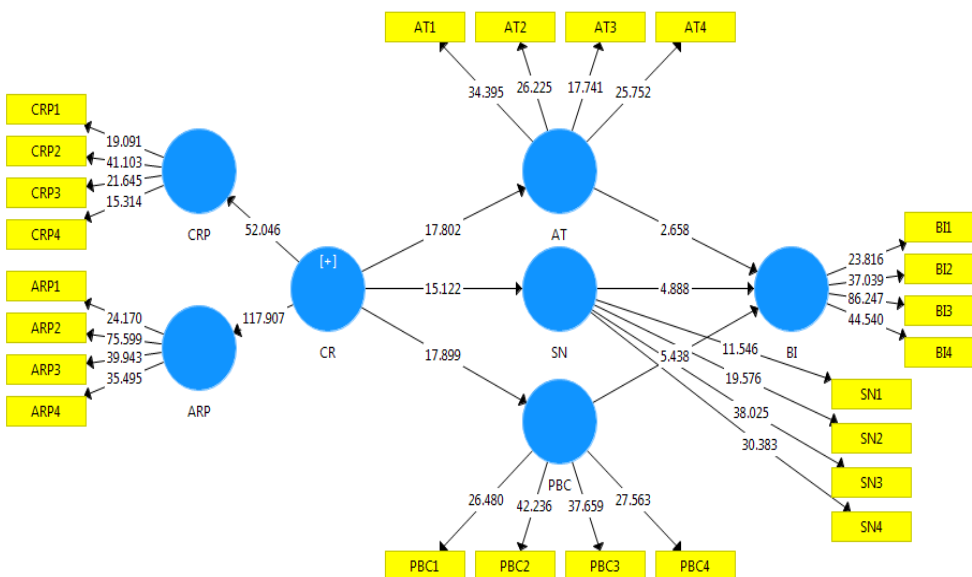 AT1
AT2
AT3
AT4
34.395
26.225
17.741
25.752
CRP1
CRP2
CRP3
CRP4
19.091
41.103
21.645
15.314
CRP
52.046
17.802
AT
2.658
ARP1
ARP2
ARP3
ARP4
24.170
75.599
39.943
35.495
ARP
117.907
[+]
CR
15.122
SN
4.888
BI
23.816
37.039
86.247
44.540
BI1
BI2
BI3
BI4
17.899
5.438
11.546
19.576
38.025
30.383
SN1
SN2
SN3
SN4
PBC
26.480
42.236
37.659
27.563
PBC1
PBC2
PBC3
PBC4